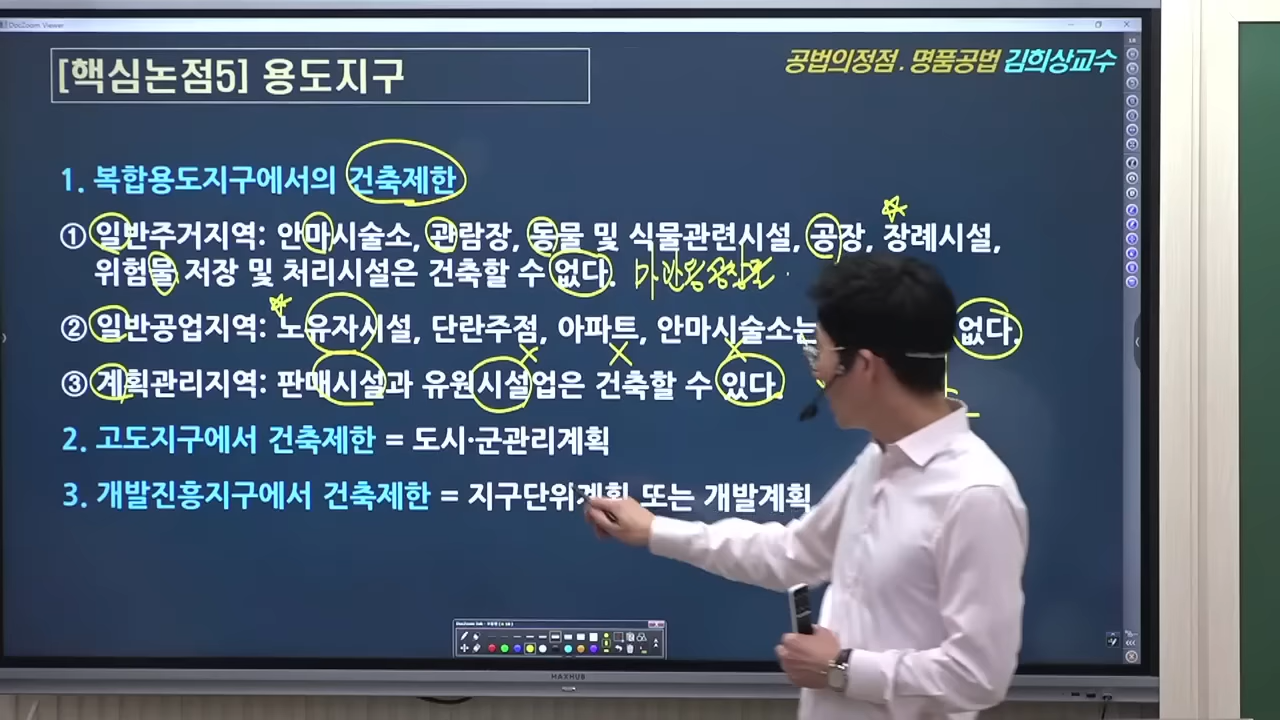 DocZoom Viewer
[핵심논점5] 용도지구
공법의정점. 명품공법 김희상교수
1. 복합용도지구에서의 건축제한
① 일반주거지역: 안마시술소, 관람장, 동물 및 식물관련시설, 공장, 장례시설,
위험물 저장 및 처리시설은 건축할 수 없다. 마관동공장물
② 일반공업지역: 노유자시설, 단란주점, 아파트, 안마시술소는 없다.
③ 계획관리지역: 판매시설과 유원시설업은 건축할 수 있다.
2. 고도지구에서 건축제한 = 도시·군관리계획
3. 개발진흥지구에서 건축제한 = 지구단위계획 또는 개발계획
MAXHUB